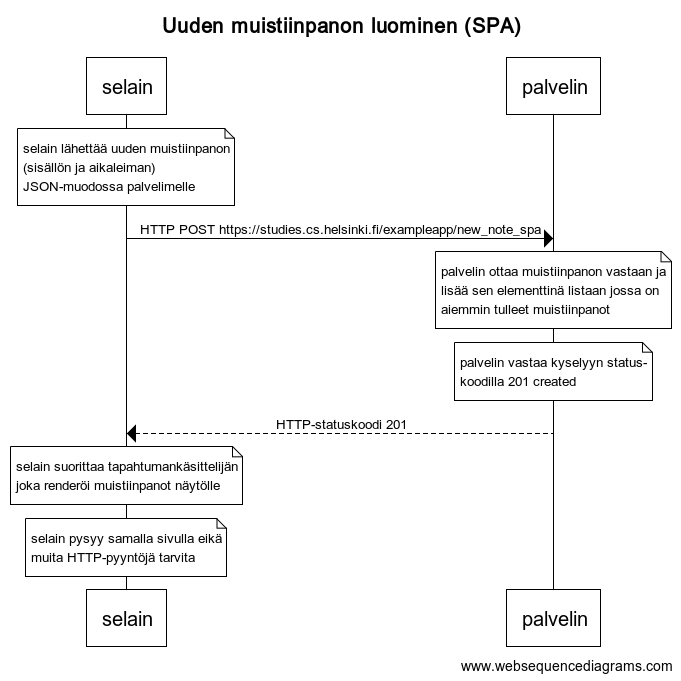 Uuden muistiinpanon luominen (SPA)
selain
palvelin
selain lähettää uuden muistiinpanon
(sisällön ja aikaleiman)
JSON-muodossa palvelimelle
HTTP POST https://studies.cs.helsinki.fi/exampleapp/new_note_spa
palvelin ottaa muistiinpanon vastaan ja
lisää sen elementtinä listaan jossa on
aiemmin tulleet muistiinpanot
palvelin vastaa kyselyyn status-
koodilla 201 created
HTTP-statuskoodi 201
selain suorittaa tapahtumankäsittelijän
joka renderöi muistiinpanot näytölle
selain pysyy samalla sivulla eikä
muita HTTP-pyyntöjä tarvita
selain
palvelin
www.websequencediagrams.com